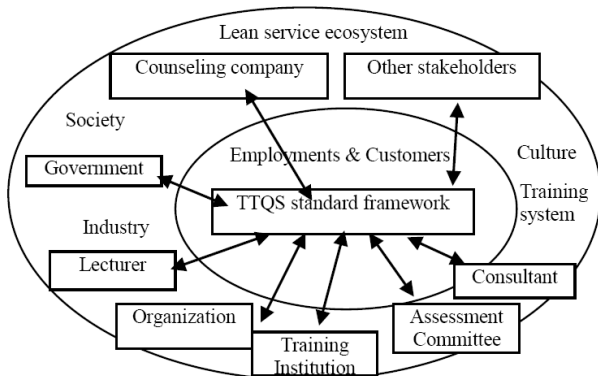 Lean service ecosystem
Counseling company
Other stakeholders
Society
Employments & Customers
Culture
Government
TTQS standard framework
Training
system
Industry
Lecturer
Consultant
Organization
Assessment
Committee
Training
Institution